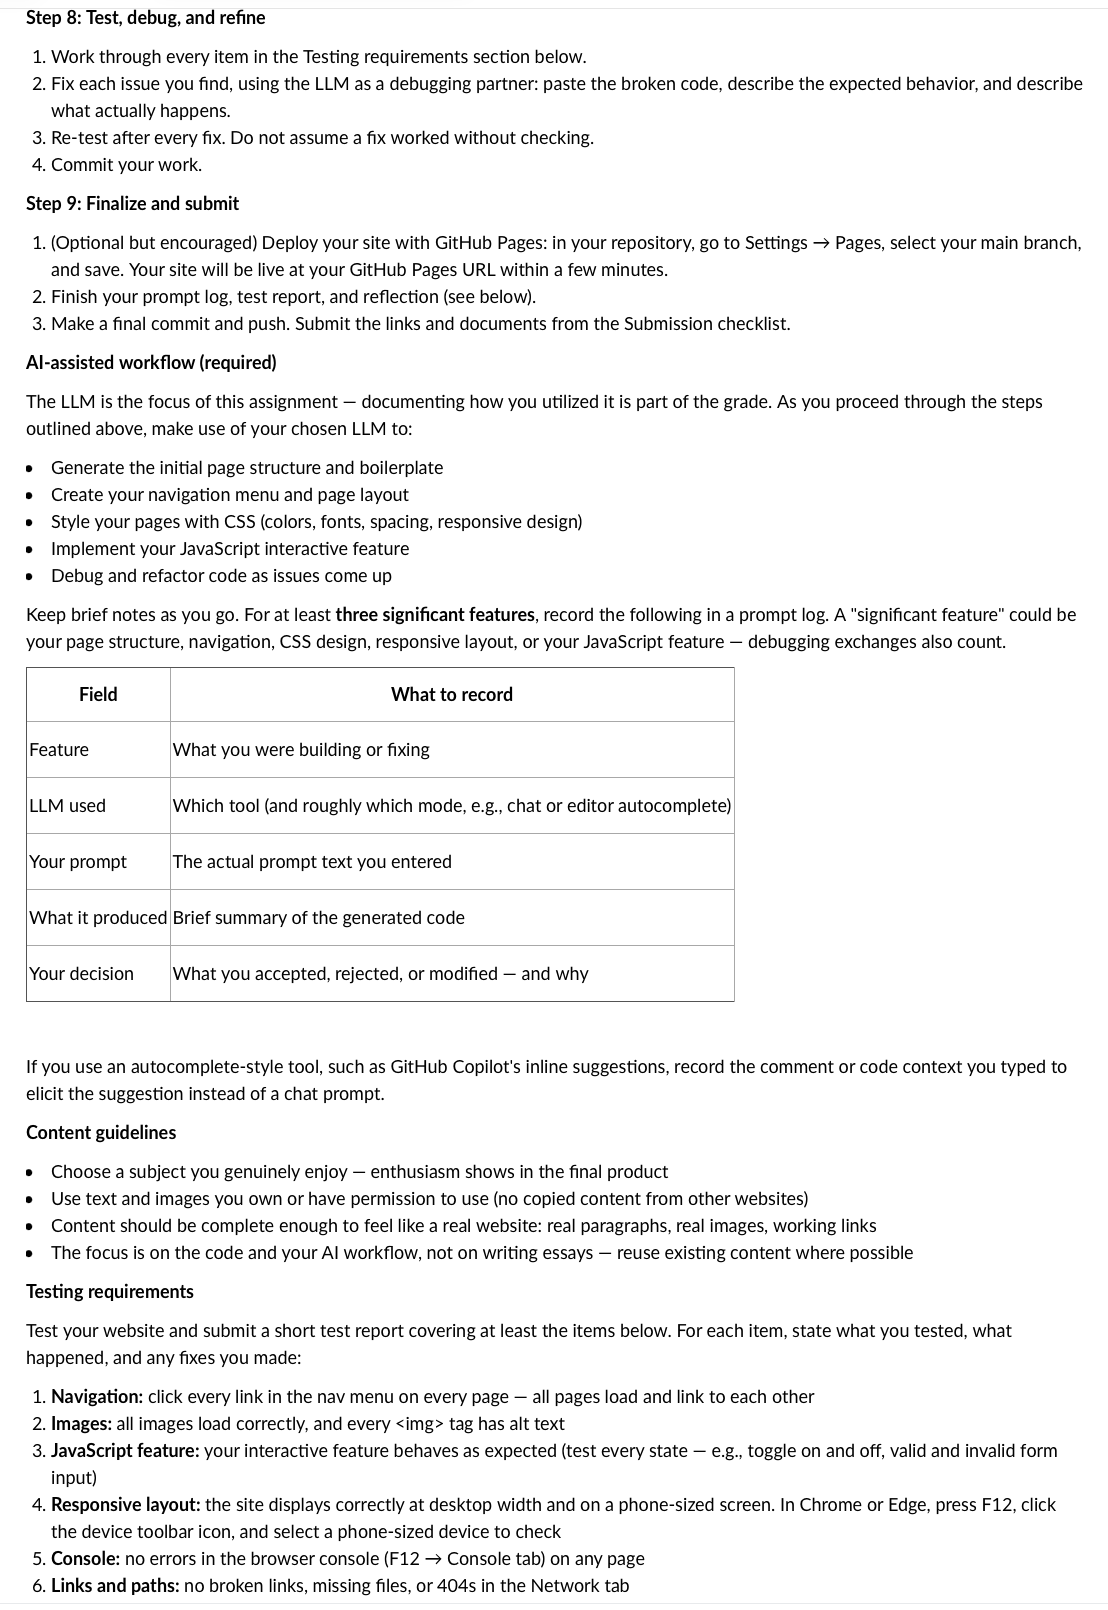 Step 8: Test, debug, and refine
1. Work through every item in the Testing requirements section below.
2. Fix each issue you find, using the LLM as a debugging partner: paste the broken code, describe the expected behavior, and describe
what actually happens.
3. Re-test after every fix. Do not assume a fix worked without checking.
4. Commit your work.
Step 9: Finalize and submit
1. (Optional but encouraged) Deploy your site with GitHub Pages: in your repository, go to Settings → Pages, select your main branch,
and save. Your site will be live at your GitHub Pages URL within a few minutes.
2. Finish your prompt log, test report, and reflection (see below).
3. Make a final commit and push. Submit the links and documents from the Submission checklist.
AI-assisted workflow (required)
The LLM is the focus of this assignment — documenting how you utilized it is part of the grade. As you proceed through the steps
outlined above, make use of your chosen LLM to:
• Generate the initial page structure and boilerplate
• Create your navigation menu and page layout
• Style your pages with CSS (colors, fonts, spacing, responsive design)
• Implement your JavaScript interactive feature
• Debug and refactor code as issues come up
Keep brief notes as you go. For at least three significant features, record the following in a prompt log. A "significant feature" could be
your page structure, navigation, CSS design, responsive layout, or your JavaScript feature — debugging exchanges also count.
Field What to record
Feature What you were building or fixing
LLM used Which tool (and roughly which mode, e.g., chat or editor autocomplete)
Your prompt The actual prompt text you entered
What it produced Brief summary of the generated code
Your decision What you accepted, rejected, or modified — and why
If you use an autocomplete-style tool, such as GitHub Copilot's inline suggestions, record the comment or code context you typed to
elicit the suggestion instead of a chat prompt.
Content guidelines
• Choose a subject you genuinely enjoy — enthusiasm shows in the final product
• Use text and images you own or have permission to use (no copied content from other websites)
• Content should be complete enough to feel like a real website: real paragraphs, real images, working links
• The focus is on the code and your AI workflow, not on writing essays — reuse existing content where possible
Testing requirements
Test your website and submit a short test report covering at least the items below. For each item, state what you tested, what
happened, and any fixes you made:
1. Navigation: click every link in the nav menu on every page — all pages load and link to each other
2. Images: all images load correctly, and every <img> tag has alt text
3. JavaScript feature: your interactive feature behaves as expected (test every state — e.g., toggle on and off, valid and invalid form
input)
4. Responsive layout: the site displays correctly at desktop width and on a phone-sized screen. In Chrome or Edge, press F12, click
the device toolbar icon, and select a phone-sized device to check
5. Console: no errors in the browser console (F12 → Console tab) on any page
6. Links and paths: no broken links, missing files, or 404s in the Network tab